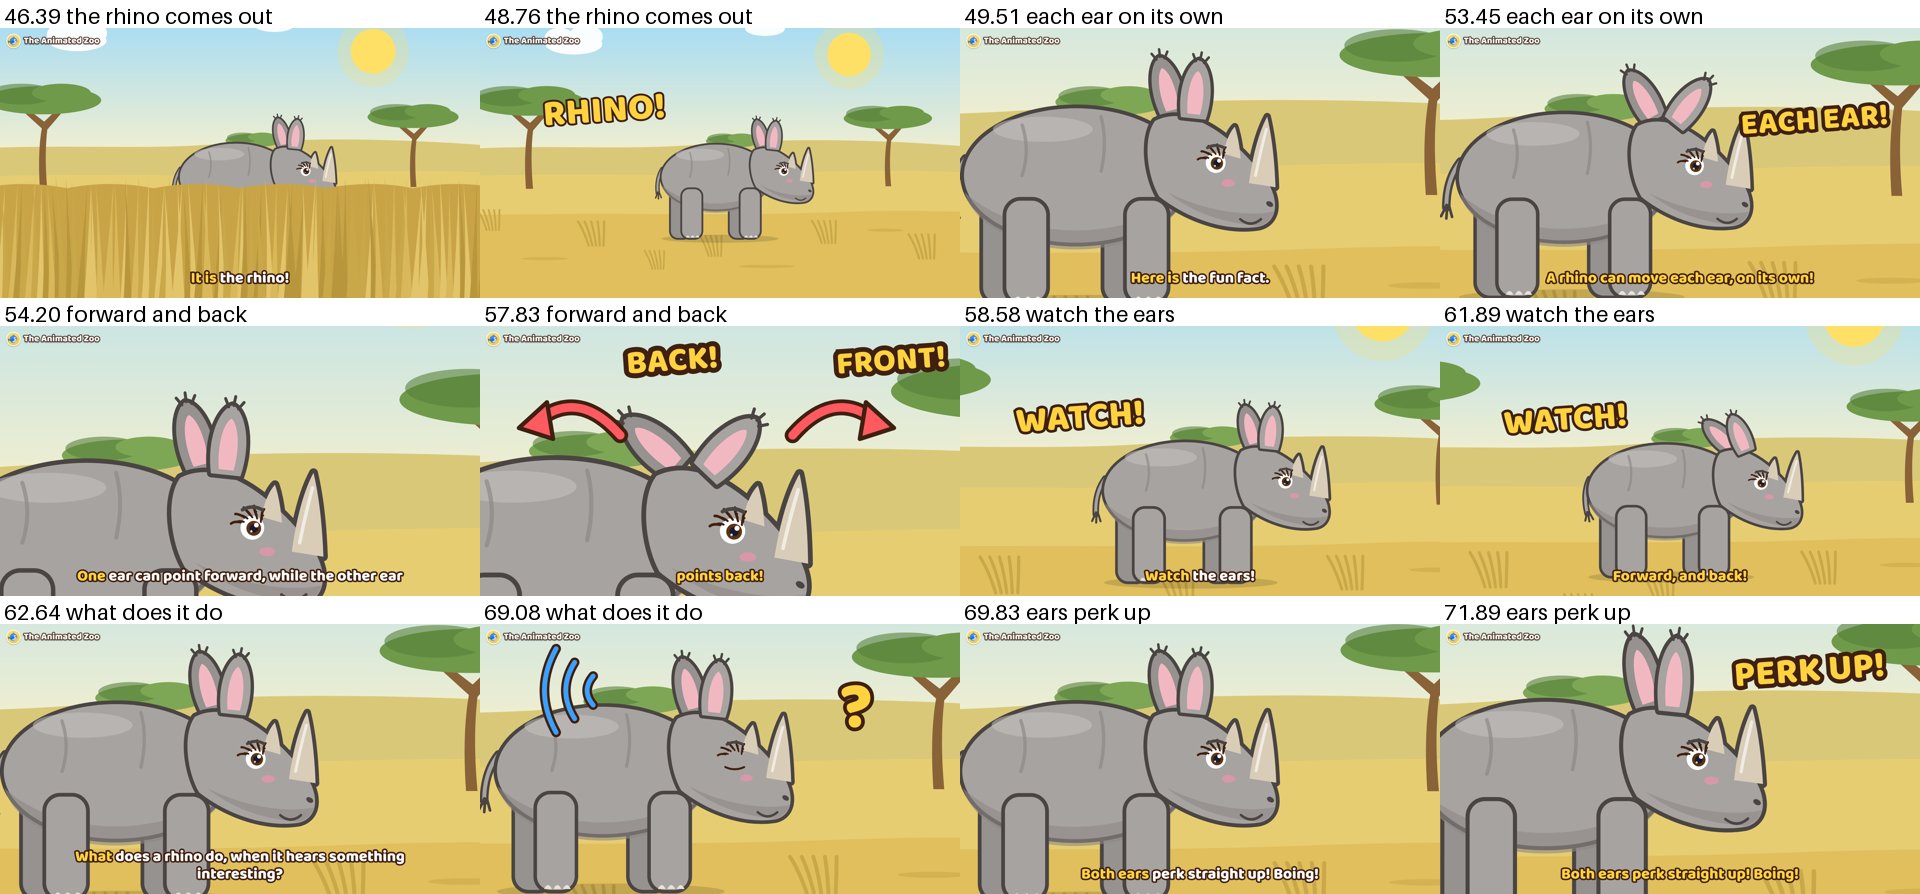 46.39 the rhino comes out
48.76 the rhino comes out
49.51 each ear on its own
53.45 each ear on its own
The Animated Zoo
The Animated Zoo
The Animated Zoo
The Animated Zoo
RHINO!
EACH EAR!
It is the rhino!
Here is the fun fact.
A rhino can move each ear, on its own!
54.20 forward and back
57.83 forward and back
58.58 watch the ears
61.89 watch the ears
The Animated Zoo
The Animated Zoo
The Animated Zoo
The Animated Zoo
BACK!
FRONT!
WATCH!
WATCH!
One ear can point forward, while the other ear
points back!
Watch the ears!
Forward, and back!
62.64 what does it do
69.08 what does it do
69.83 ears perk up
71.89 ears perk up
The Animated Zoo
The Animated Zoo
The Animated Zoo
The Animated Zoo
?
PERK UP!
What does a rhino do, when it hears something
interesting?
Both ears perk straight up! Boing!
Both ears perk straight up! Boing!